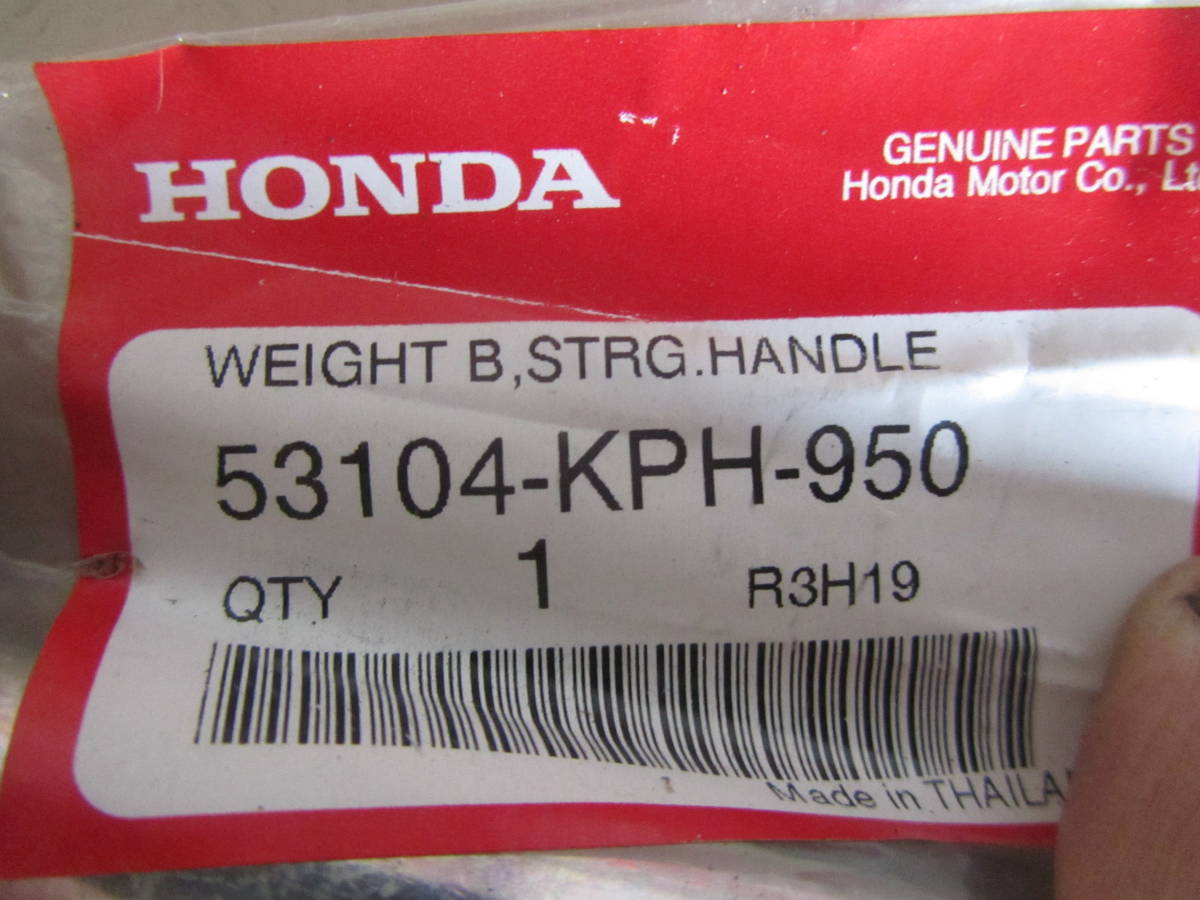 HONDA
GENUINE PARTS
Honda Motor Co.,
WEIGHT B,STRG.HANDLE
53104-KPH-950
QTY 1 R3H19
Made in